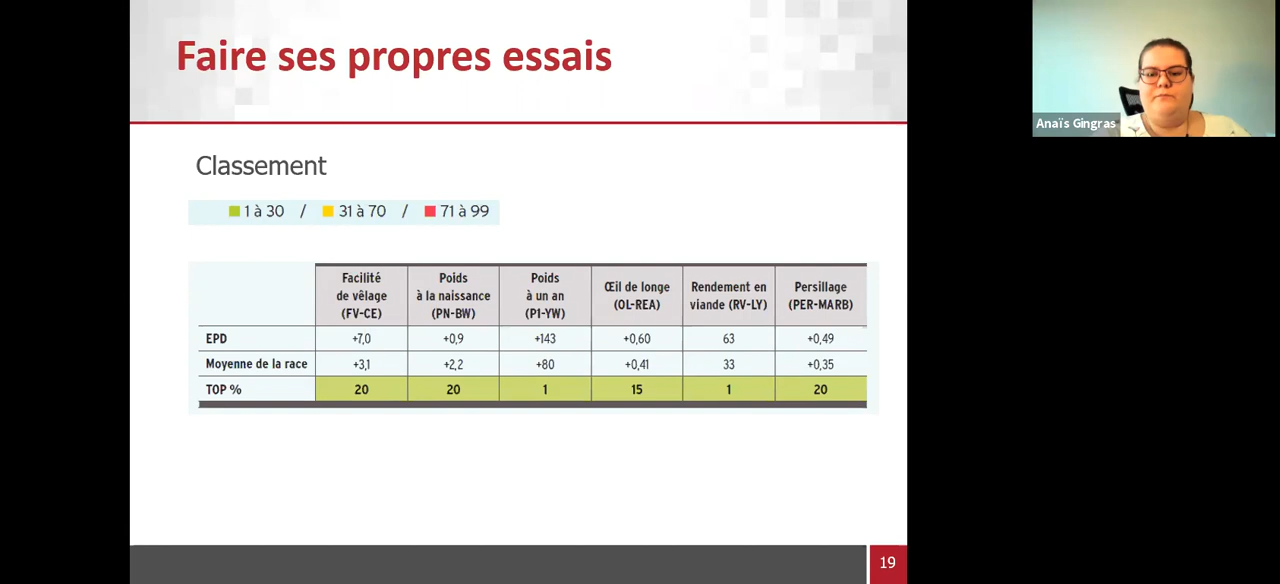 Faire ses propres essais
Anaïs Gingras
Classement
1 à 30 / 31 à 70 / 71 à 99
Facilité de vêlage (FV-CE) Poids à la naissance (PN-BW) Poids à un an (P1-YW) Œil de longe (OL-REA) Rendement en viande (RV-LY) Persillage (PER-MARB)
EPD +7,0 +0,9 +143 +0,60 63 +0,49
Moyenne de la race +3,1 +2,2 +80 +0,41 33 +0,35
TOP % 20 20 1 15 1 20
19